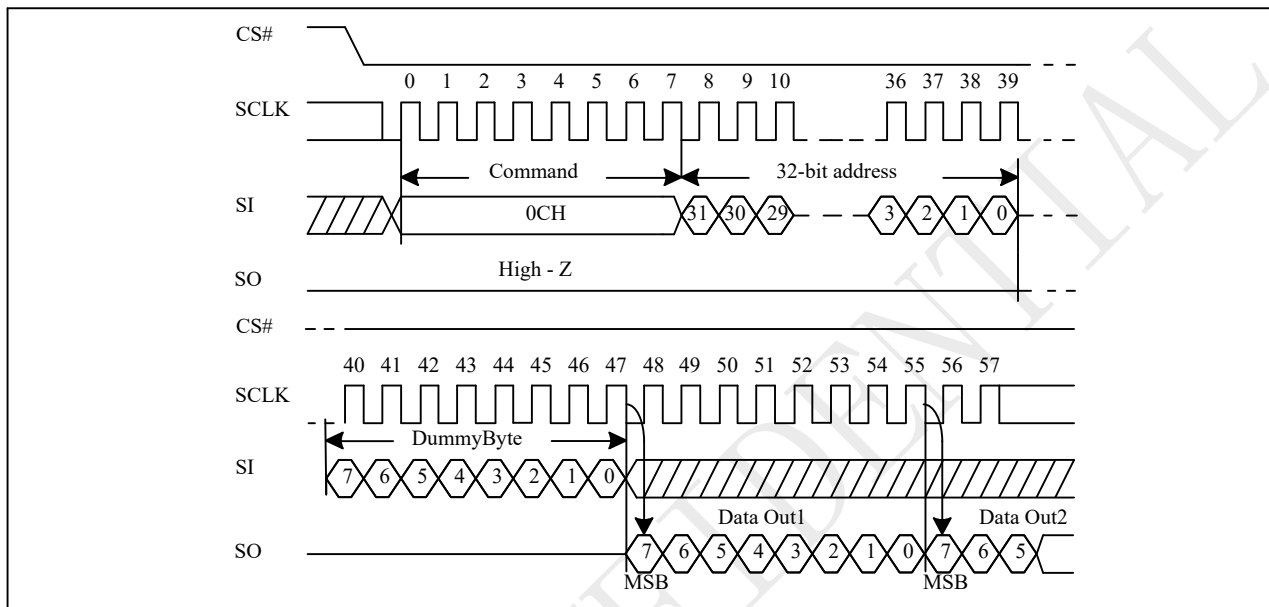 CS#
0 1 2 3 4 5 6 7 8 9 10 36 37 38 39
SCLK
Command 32-bit address
SI 0CH 31 30 29 3 2 1 0
High - Z
SO
CS#
40 41 42 43 44 45 46 47 48 49 50 51 52 53 54 55 56 57
SCLK
DummyByte
SI 7 6 5 4 3 2 1 0
Data Out1 Data Out2
SO 7 6 5 4 3 2 1 0 7 6 5
MSB MSB